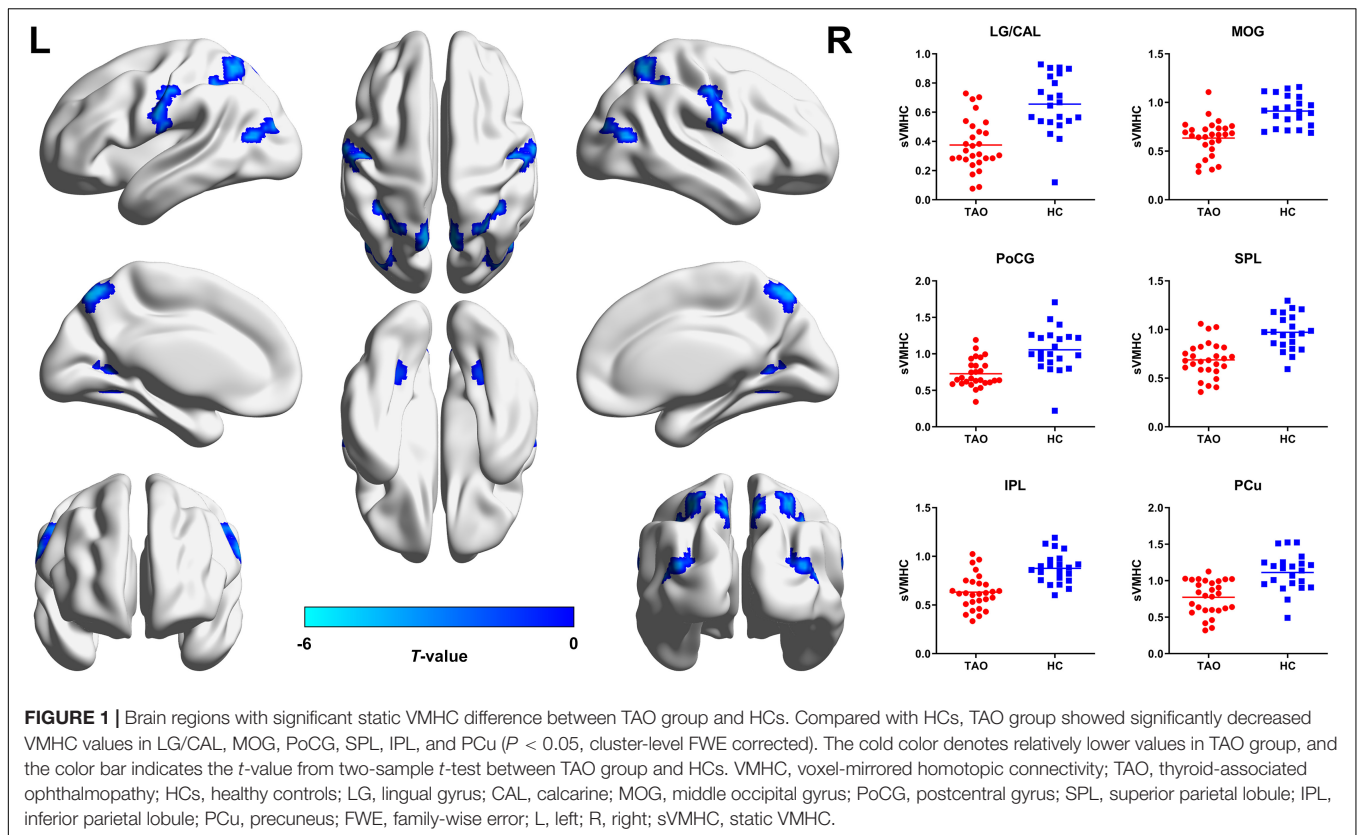 L
R
LG/CAL
1.0
0.8
0.6
0.4
0.2
0.0
sVMHC
TAO
HC
MOG
1.5
1.0
0.5
0.0
sVMHC
TAO
HC
PoCG
2.0
1.5
1.0
0.5
0.0
sVMHC
TAO
HC
SPL
1.5
1.0
0.5
0.0
sVMHC
TAO
HC
IPL
1.5
1.0
0.5
0.0
sVMHC
TAO
HC
PCu
2.0
1.5
1.0
0.5
0.0
sVMHC
TAO
HC
-6
0
T-value
FIGURE 1 | Brain regions with significant static VMHC difference between TAO group and HCs. Compared with HCs, TAO group showed significantly decreased
VMHC values in LG/CAL, MOG, PoCG, SPL, IPL, and PCu (P < 0.05, cluster-level FWE corrected). The cold color denotes relatively lower values in TAO group, and
the color bar indicates the t-value from two-sample t-test between TAO group and HCs. VMHC, voxel-mirrored homotopic connectivity; TAO, thyroid-associated
ophthalmopathy; HCs, healthy controls; LG, lingual gyrus; CAL, calcarine; MOG, middle occipital gyrus; PoCG, postcentral gyrus; SPL, superior parietal lobule; IPL,
inferior parietal lobule; PCu, precuneus; FWE, family-wise error; L, left; R, right; sVMHC, static VMHC.